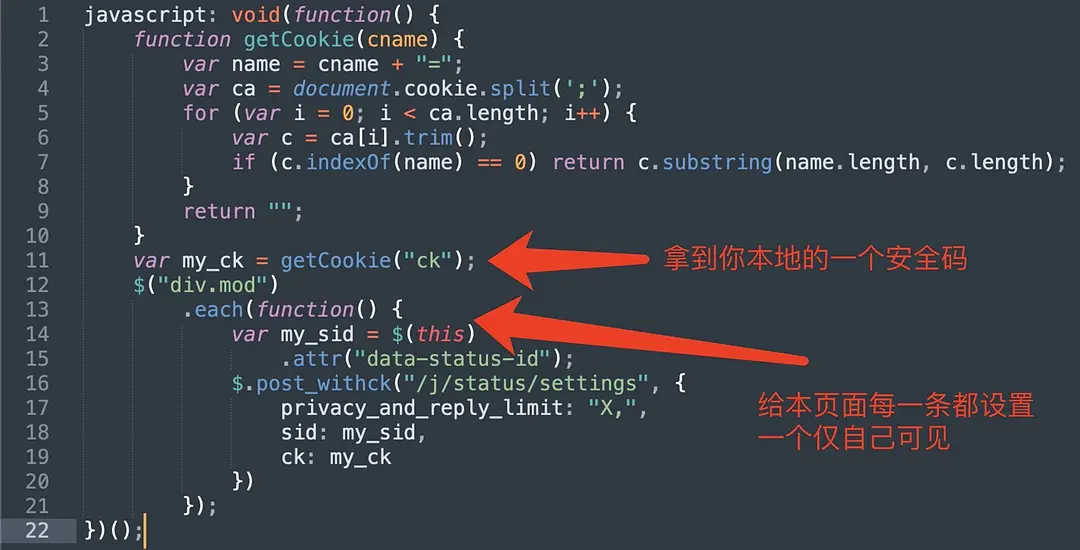 1 javascript: void(function() {
2 function getCookie(cname) {
3 var name = cname + "=";
4 var ca = document.cookie.split(';');
5 for (var i = 0; i < ca.length; i++) {
6 var c = ca[i].trim();
7 if (c.indexOf(name) == 0) return c.substring(name.length, c.length);
8 }
9 return "";
10 }
11 var my_ck = getCookie("ck"); 拿到你本地的一个安全码
12 $("div.mod")
13 .each(function() {
14 var my_sid = $(this)
15 .attr("data-status-id");
16 $.post_withck("/j/status/settings", {
17 privacy_and_reply_limit: "X,",
18 sid: my_sid,
19 ck: my_ck
20 })
21 });
22 })();
给本页面每一条都设置
一个仅自己可见